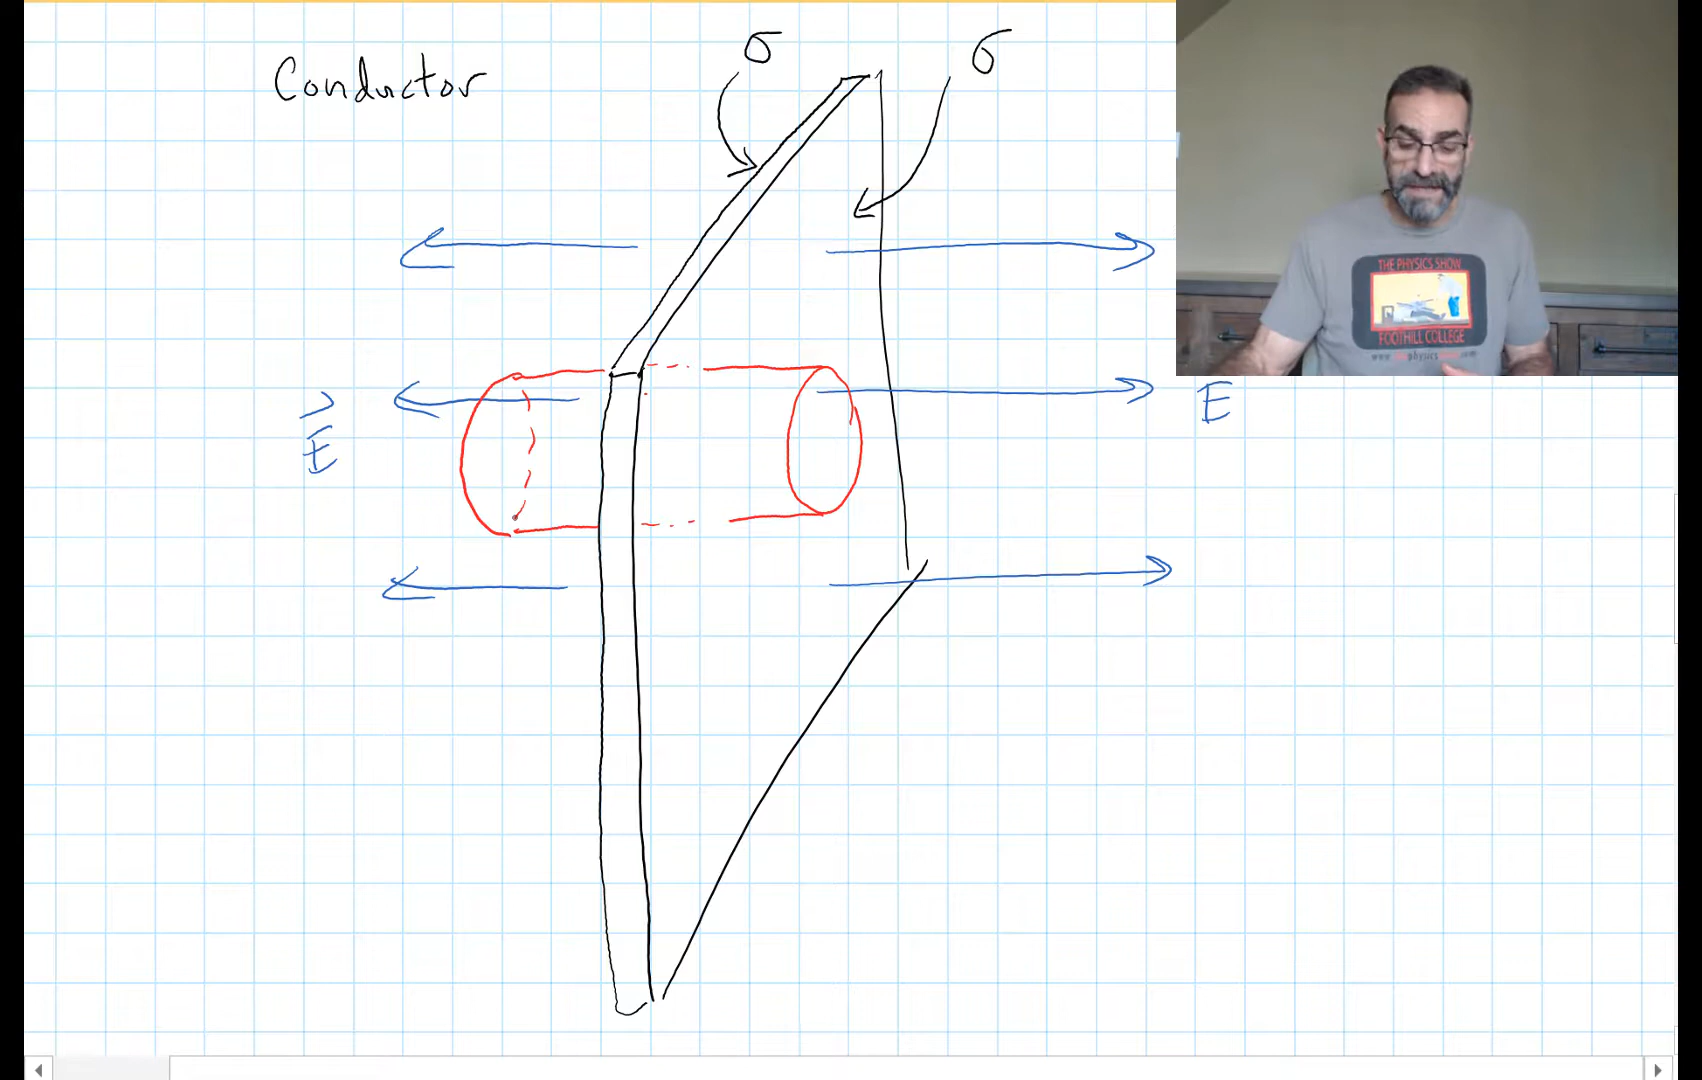 Conductor
σ
σ
E
E
THE PHYSICS SHOW
FOOTHILL COLLEGE